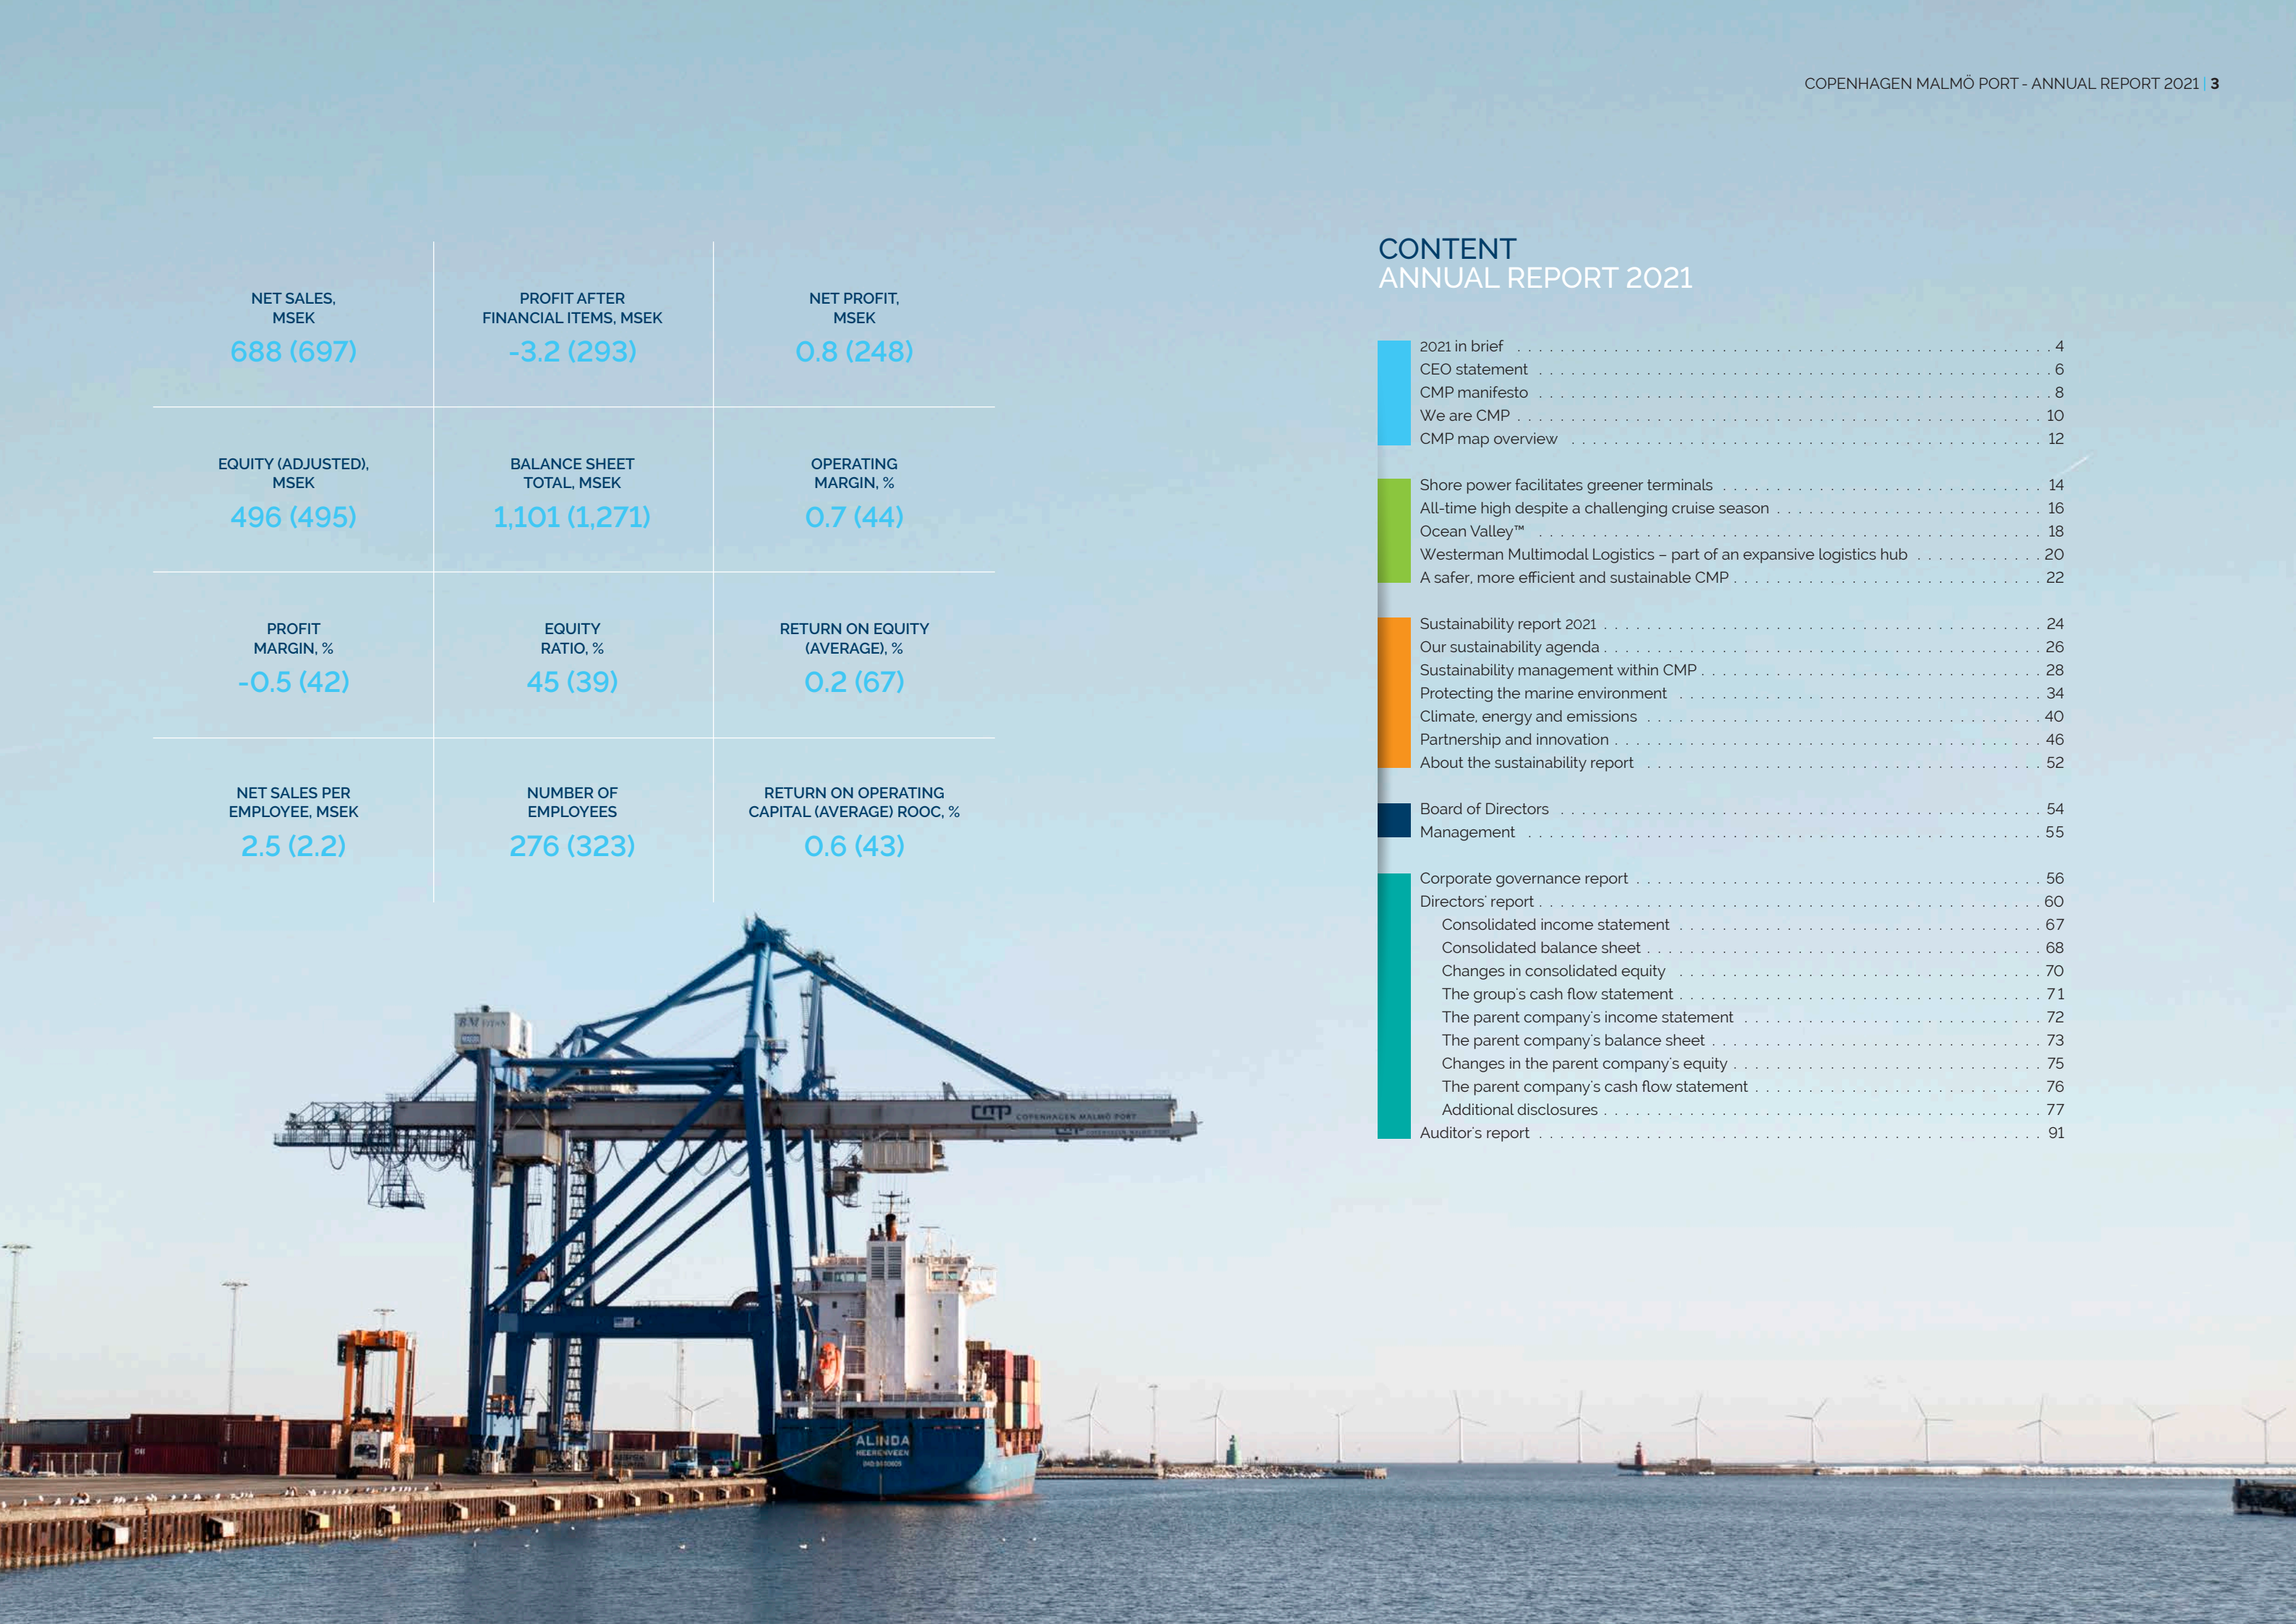 COPENHAGEN MALMÖ PORT - ANNUAL REPORT 2021 | 3
NET SALES,
MSEK
688 (697)
PROFIT AFTER
FINANCIAL ITEMS, MSEK
-3.2 (293)
NET PROFIT,
MSEK
0.8 (248)
EQUITY (ADJUSTED),
MSEK
496 (495)
BALANCE SHEET
TOTAL, MSEK
1,101 (1,271)
OPERATING
MARGIN, %
0.7 (44)
PROFIT
MARGIN, %
-0.5 (42)
EQUITY
RATIO, %
45 (39)
RETURN ON EQUITY
(AVERAGE), %
0.2 (67)
NET SALES PER
EMPLOYEE, MSEK
2.5 (2.2)
NUMBER OF
EMPLOYEES
276 (323)
RETURN ON OPERATING
CAPITAL (AVERAGE) ROOC, %
0.6 (43)
CONTENT
ANNUAL REPORT 2021
2021 in brief 4
CEO statement 6
CMP manifesto 8
We are CMP 10
CMP map overview 12
Shore power facilitates greener terminals 14
All-time high despite a challenging cruise season 16
Ocean Valley™ 18
Westerman Multimodal Logistics – part of an expansive logistics hub 20
A safer, more efficient and sustainable CMP 22
Sustainability report 2021 24
Our sustainability agenda 26
Sustainability management within CMP 28
Protecting the marine environment 34
Climate, energy and emissions 40
Partnership and innovation 46
About the sustainability report 52
Board of Directors 54
Management 55
Corporate governance report 56
Directors' report 60
Consolidated income statement 67
Consolidated balance sheet 68
Changes in consolidated equity 70
The group's cash flow statement 71
The parent company's income statement 72
The parent company's balance sheet 73
Changes in the parent company's equity 75
The parent company's cash flow statement 76
Additional disclosures 77
Auditor's report 91
CMP COPENHAGEN MALMÖ PORT
ALINDA
HEERENVEEN